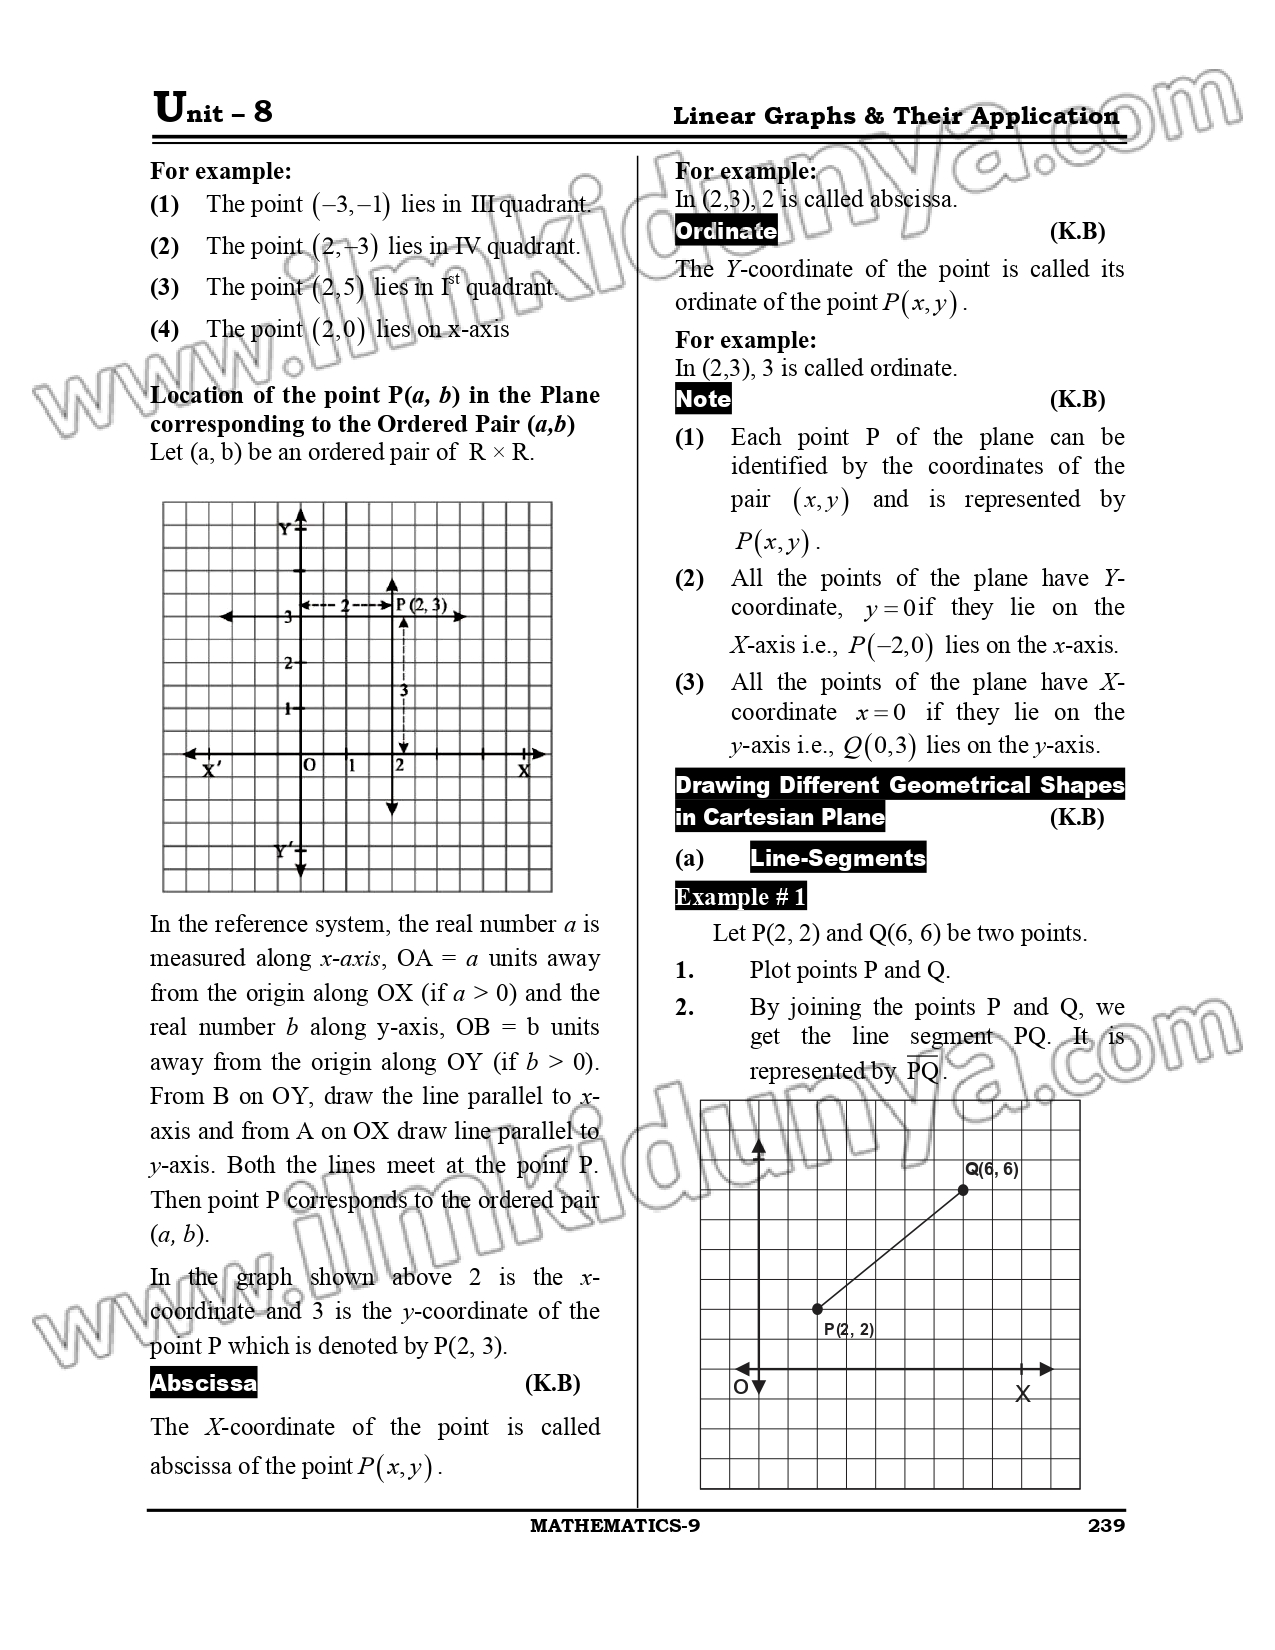 Unit – 8
Linear Graphs & Their Application
For example:
(1) The point (−3,−1) lies in III quadrant.
(2) The point (2,−3) lies in IV quadrant.
(3) The point (2,5) lies in Iˢᵗ quadrant.
(4) The point (2,0) lies on x-axis
Location of the point P(a, b) in the Plane
corresponding to the Ordered Pair (a,b)
Let (a, b) be an ordered pair of R × R.
Y
2
P (2, 3)
3
2
3
1
X′
O
1
2
X
Y′
In the reference system, the real number a is
measured along x-axis, OA = a units away
from the origin along OX (if a > 0) and the
real number b along y-axis, OB = b units
away from the origin along OY (if b > 0).
From B on OY, draw the line parallel to x-
axis and from A on OX draw line parallel to
y-axis. Both the lines meet at the point P.
Then point P corresponds to the ordered pair
(a, b).
In the graph shown above 2 is the x-
coordinate and 3 is the y-coordinate of the
point P which is denoted by P(2, 3).
Abscissa (K.B)
The X-coordinate of the point is called
abscissa of the point P(x,y).
For example:
In (2,3), 2 is called abscissa.
Ordinate (K.B)
The Y-coordinate of the point is called its
ordinate of the point P(x,y).
For example:
In (2,3), 3 is called ordinate.
Note (K.B)
(1) Each point P of the plane can be
identified by the coordinates of the
pair (x,y) and is represented by
P(x,y).
(2) All the points of the plane have Y-
coordinate, y = 0 if they lie on the
X-axis i.e., P(−2,0) lies on the x-axis.
(3) All the points of the plane have X-
coordinate x = 0 if they lie on the
y-axis i.e., Q(0,3) lies on the y-axis.
Drawing Different Geometrical Shapes
in Cartesian Plane (K.B)
(a) Line-Segments
Example # 1
Let P(2, 2) and Q(6, 6) be two points.
1. Plot points P and Q.
2. By joining the points P and Q, we
get the line segment PQ. It is
represented by P̅Q̅.
Q(6, 6)
P(2, 2)
O
X
MATHEMATICS-9
239
www.ilmkidunya.com
www.ilmkidunya.com